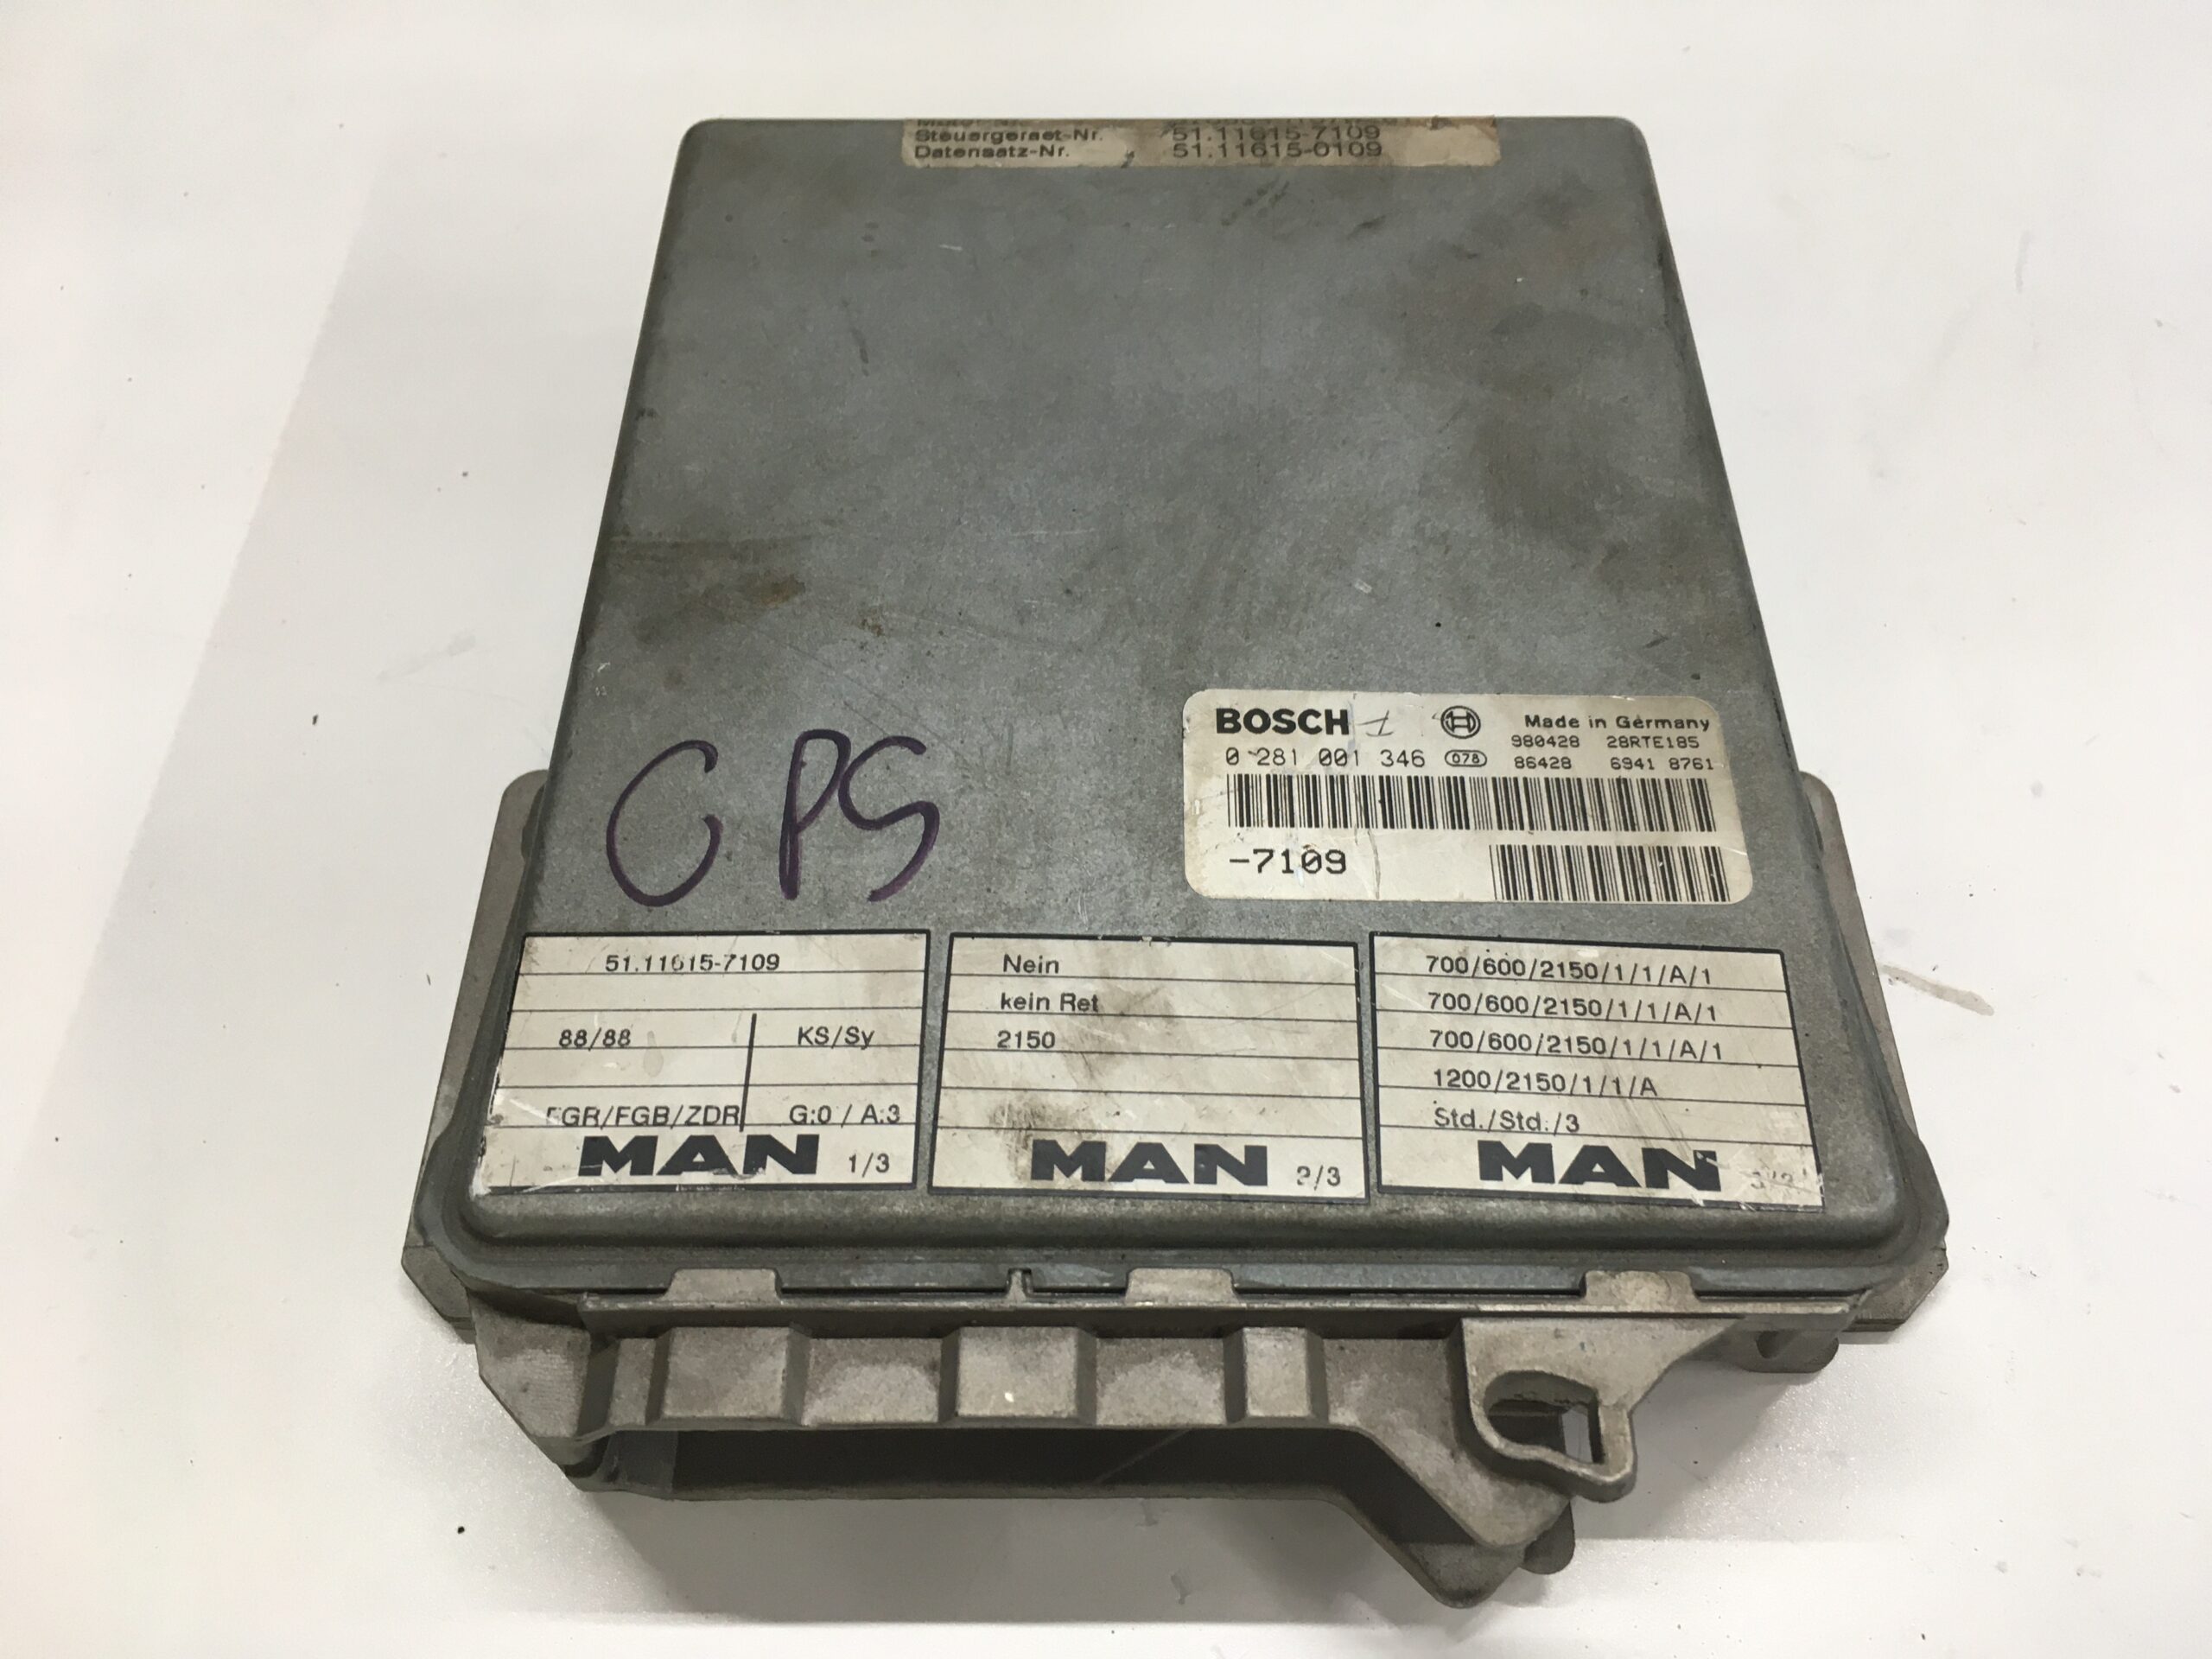 Steuergeraet-Nr. 51.11615-7109
Datensatz-Nr. 51.11615-0109
BOSCH Made in Germany
980428 28RTE185
0 281 001 346 078 86428 6941 8761
-7109
CPS
51.11615-7109
88/88 KS/Sy
FGR/FGB/ZDR G:0 / A:3
MAN 1/3
Nein
kein Ret
2150
MAN 2/3
700/600/2150/1/1/A/1
700/600/2150/1/1/A/1
700/600/2150/1/1/A/1
1200/2150/1/1/A
Std./Std./3
MAN